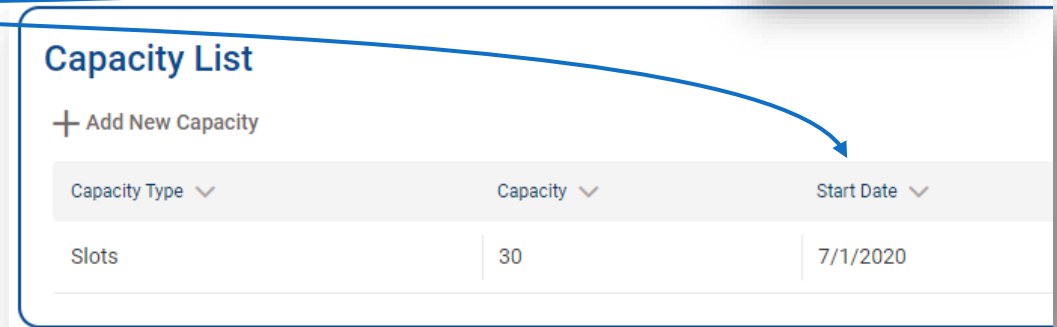 Capacity List
+ Add New Capacity
Capacity Type Capacity Start Date
Slots 30 7/1/2020